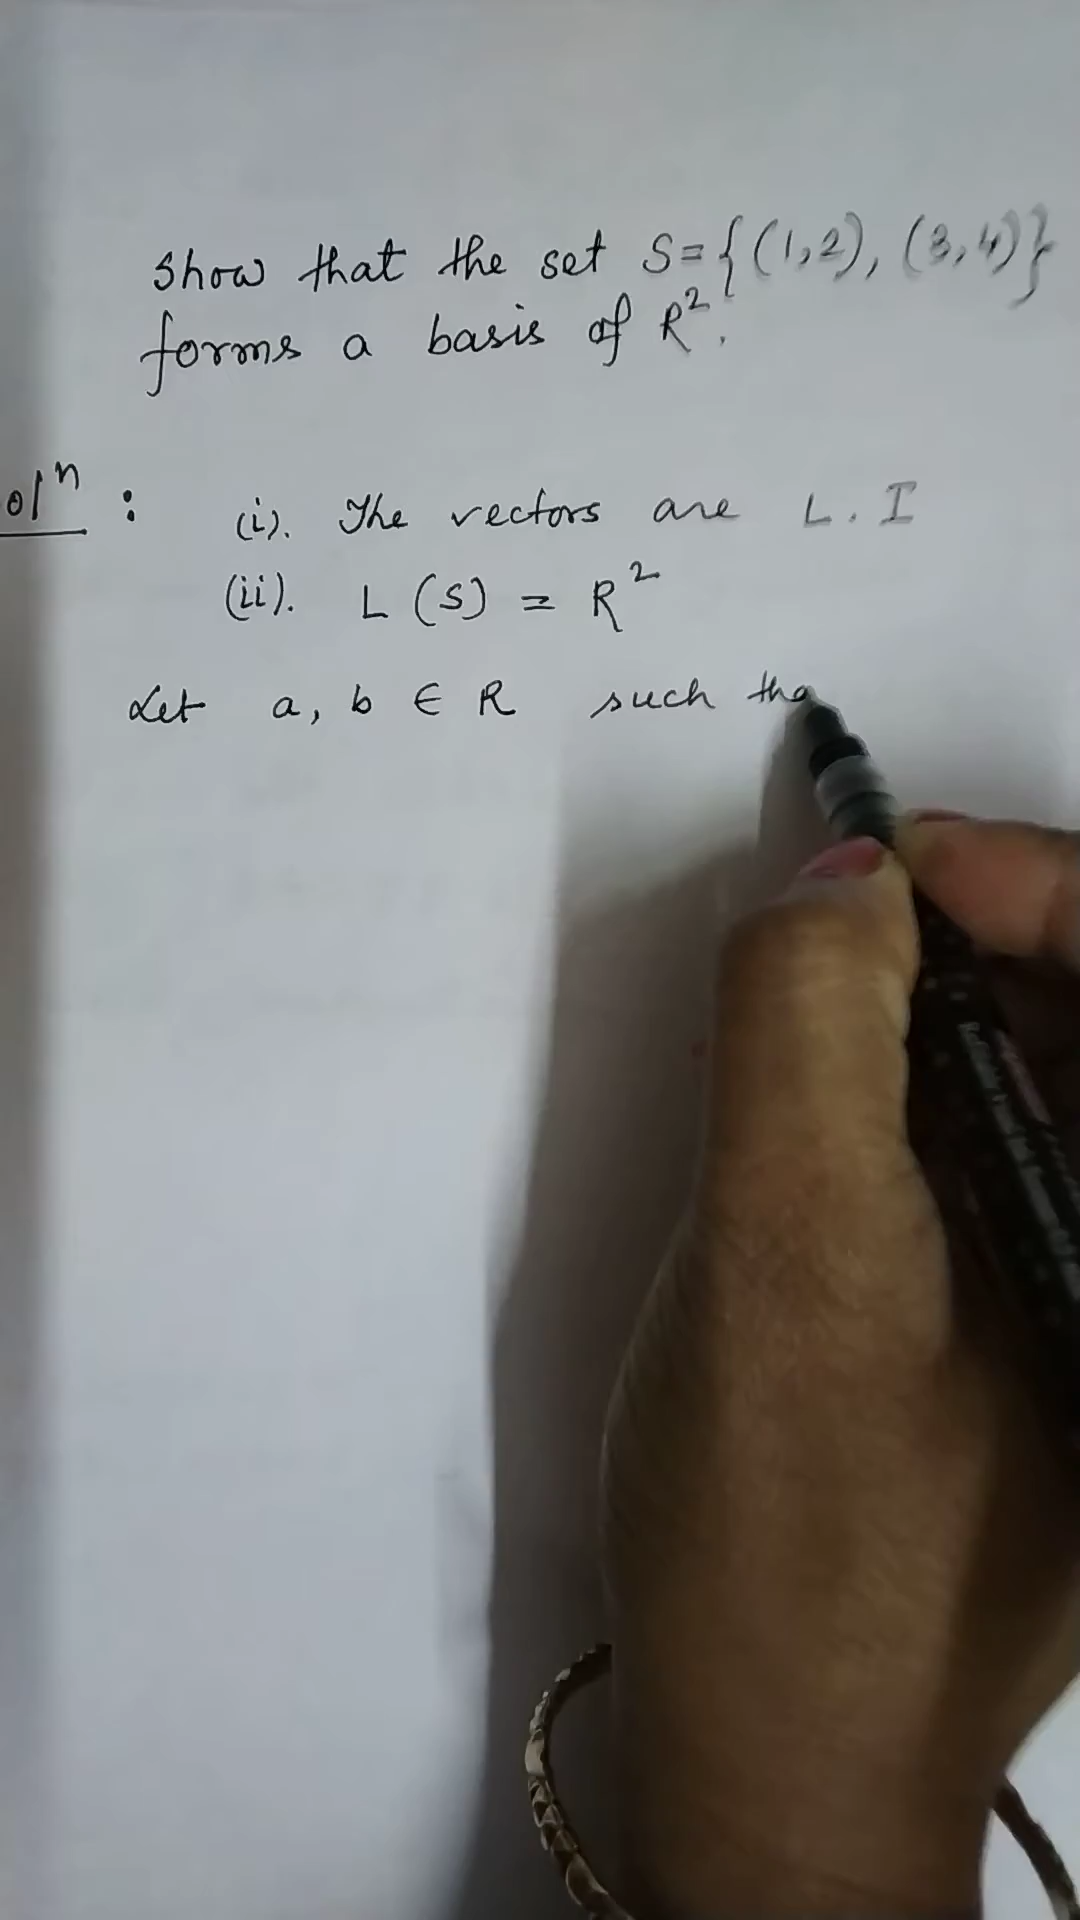 Show that the set S={(1,2), (3,4)}
forms a basis of R².
olⁿ : (i). The vectors are L.I
(ii). L(S) = R²
Let a, b ∈ R such tha